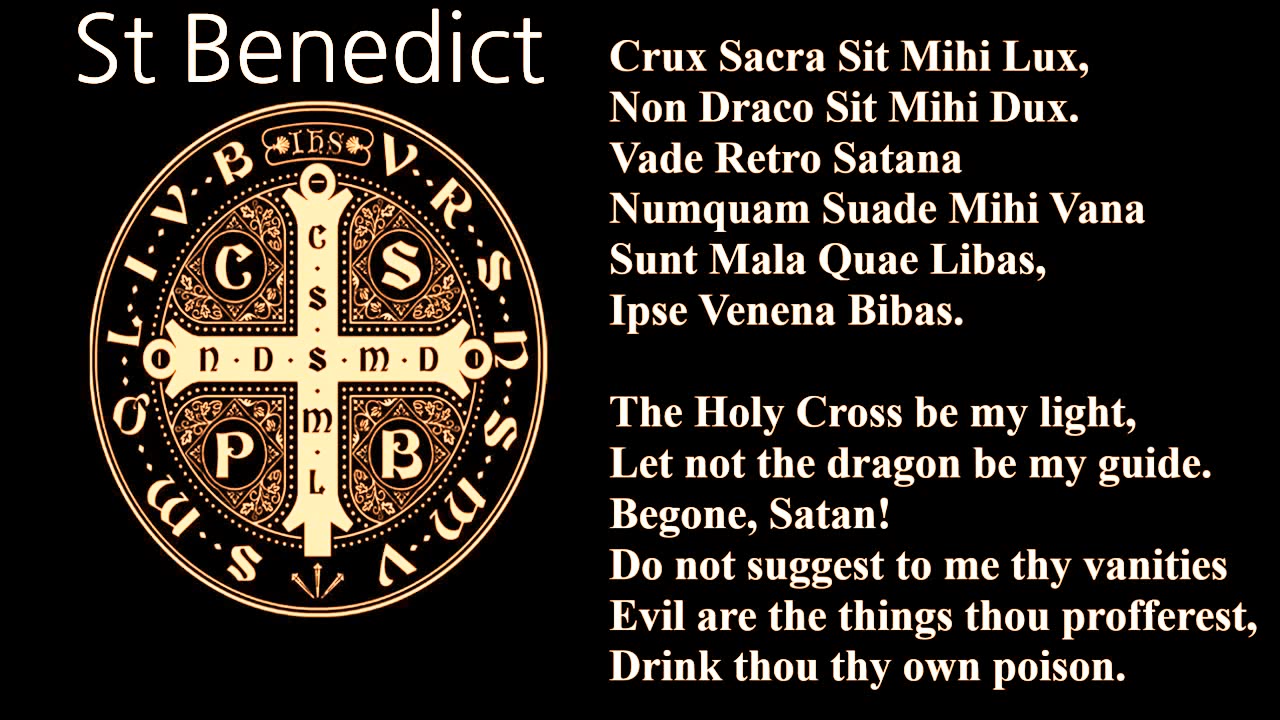 St Benedict
IhS
V · R · S · N · S · M · V
S · M · Q · L · I · V · B
C S
C · S · S · M · L
N · D · S · M · D
P B
Crux Sacra Sit Mihi Lux,
Non Draco Sit Mihi Dux.
Vade Retro Satana
Numquam Suade Mihi Vana
Sunt Mala Quae Libas,
Ipse Venena Bibas.
The Holy Cross be my light,
Let not the dragon be my guide.
Begone, Satan!
Do not suggest to me thy vanities
Evil are the things thou profferest,
Drink thou thy own poison.